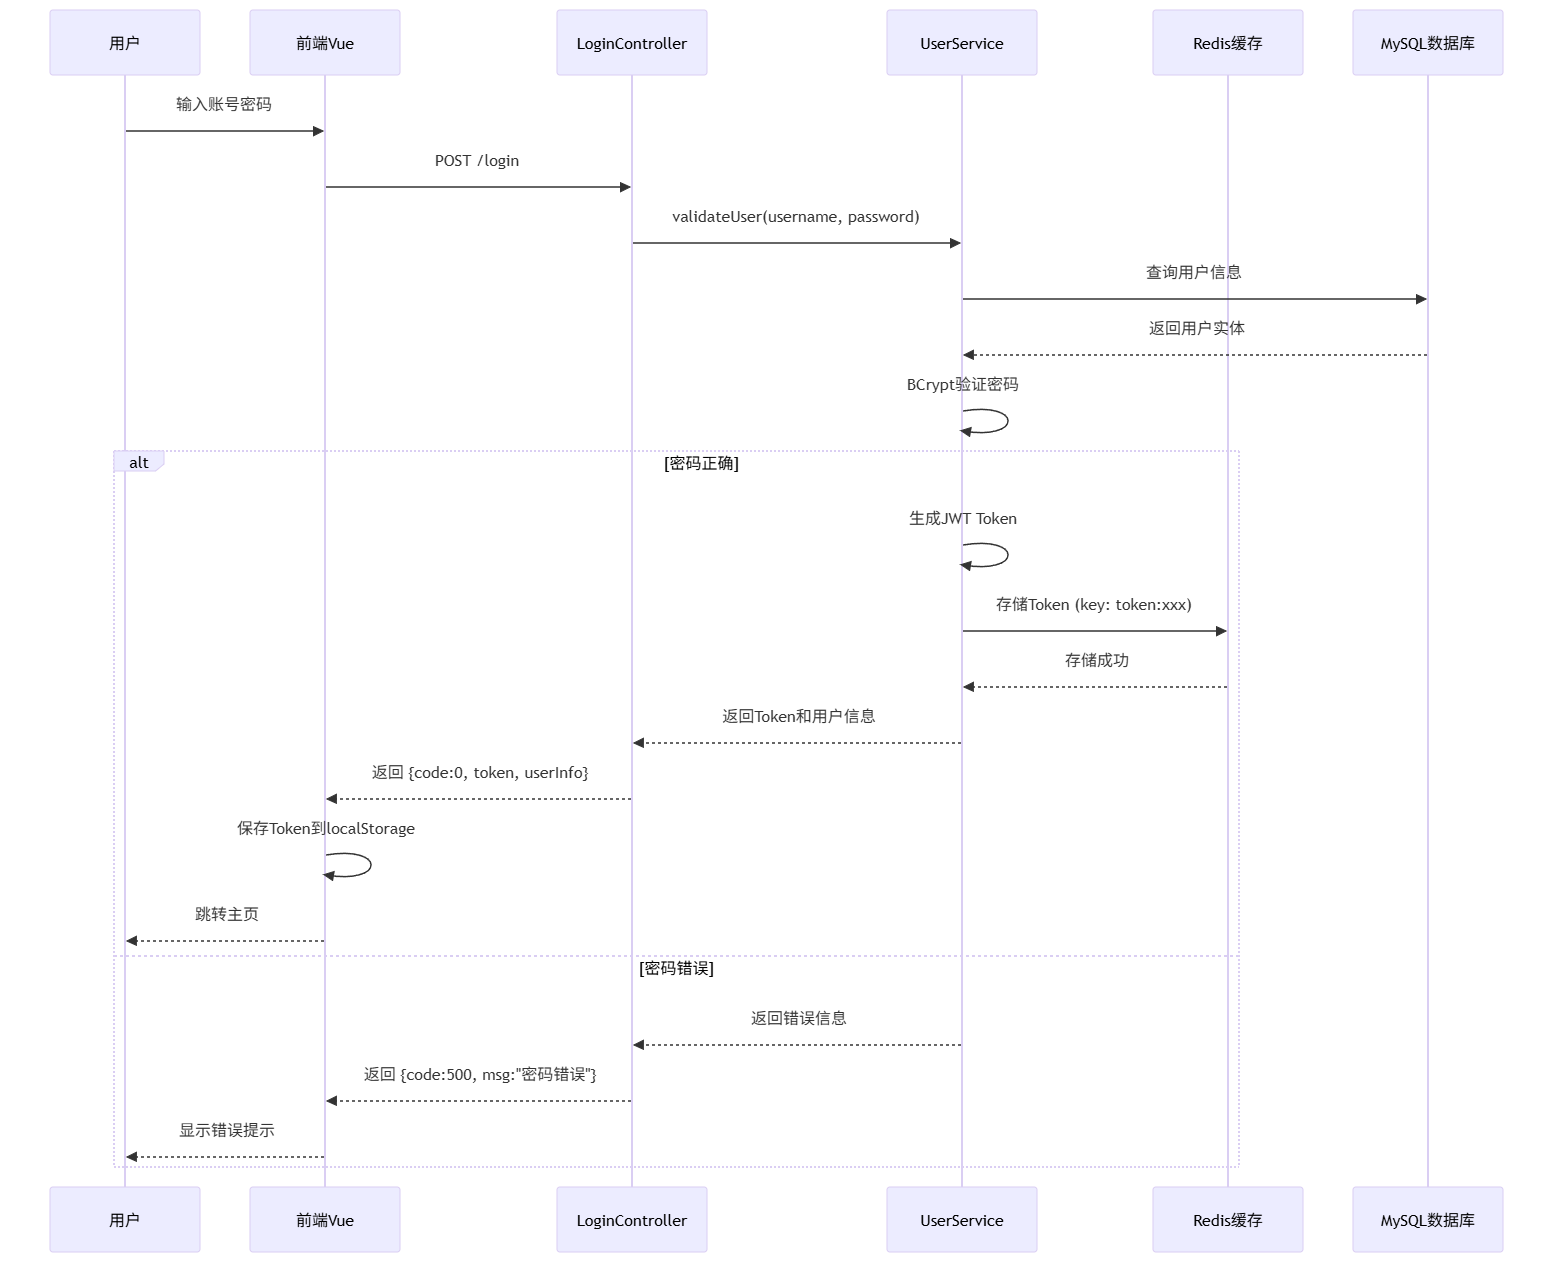 用户
前端Vue
LoginController
UserService
Redis缓存
MySQL数据库
输入账号密码
POST /login
validateUser(username, password)
查询用户信息
返回用户实体
BCrypt验证密码
alt
[密码正确]
生成JWT Token
存储Token (key: token:xxx)
存储成功
返回Token和用户信息
返回 {code:0, token, userInfo}
保存Token到localStorage
跳转主页
[密码错误]
返回错误信息
返回 {code:500, msg:"密码错误"}
显示错误提示
用户
前端Vue
LoginController
UserService
Redis缓存
MySQL数据库